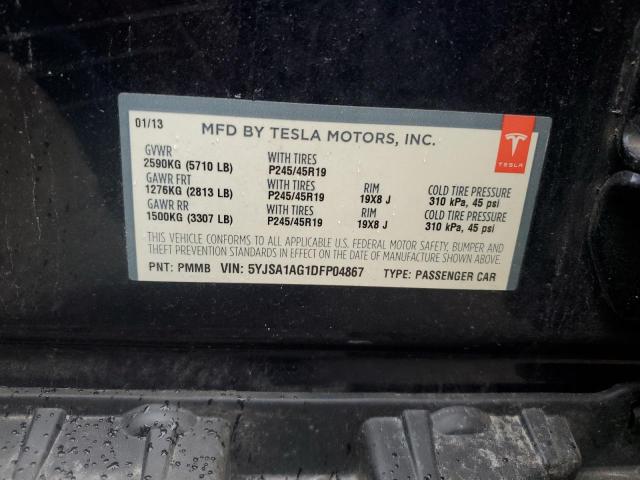 01/13
MFD BY TESLA MOTORS, INC.
TESLA
GVWR
2590KG (5710 LB)
WITH TIRES
P245/45R19
GAWR FRT
1276KG (2813 LB)
WITH TIRES
P245/45R19
RIM
19X8 J
COLD TIRE PRESSURE
310 kPa, 45 psi
GAWR RR
1500KG (3307 LB)
WITH TIRES
P245/45R19
RIM
19X8 J
COLD TIRE PRESSURE
310 kPa, 45 psi
THIS VEHICLE CONFORMS TO ALL APPLICABLE U.S. FEDERAL MOTOR SAFETY, BUMPER AND
THEFT PREVENTION STANDARDS IN EFFECT ON THE DATE OF MANUFACTURE SHOWN ABOVE.
PNT: PMMB VIN: 5YJSA1AG1DFP04867 TYPE: PASSENGER CAR